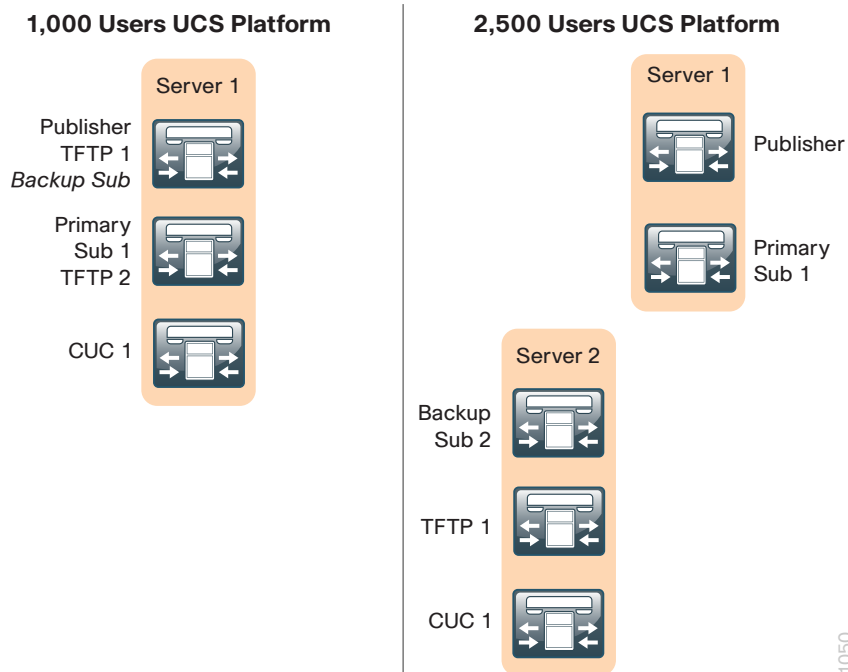 1,000 Users UCS Platform
Server 1
Publisher
TFTP 1
Backup Sub
Primary
Sub 1
TFTP 2
CUC 1
2,500 Users UCS Platform
Server 1
Publisher
Primary
Sub 1
Server 2
Backup
Sub 2
TFTP 1
CUC 1
1050